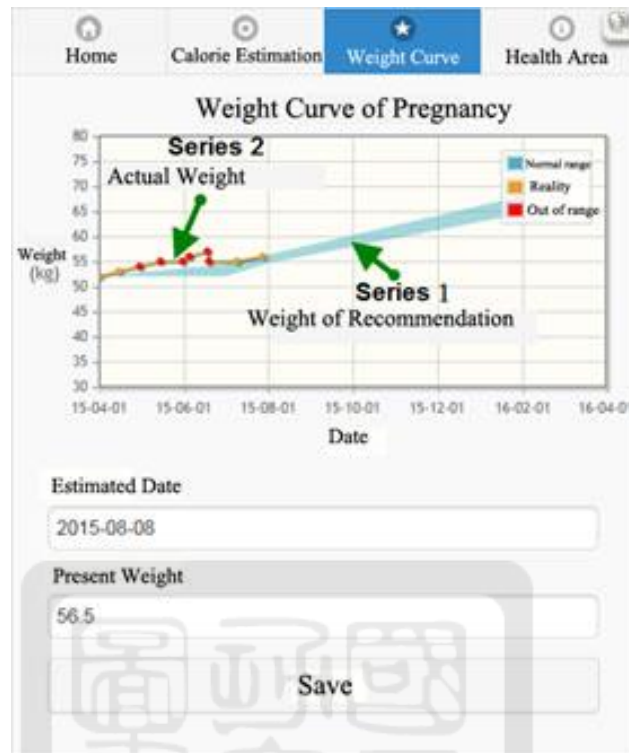 Home
Calorie Estimation
Weight Curve
Health Area
Weight Curve of Pregnancy
80
75
70
65
60
55
50
45
40
35
30
Weight
(kg)
Series 2
Actual Weight
Normal range
Reality
Out of range
Series 1
Weight of Recommendation
15-04-01 15-06-01 15-08-01 15-10-01 15-12-01 16-02-01 16-04-0
Date
Estimated Date
2015-08-08
Present Weight
56.5
Save